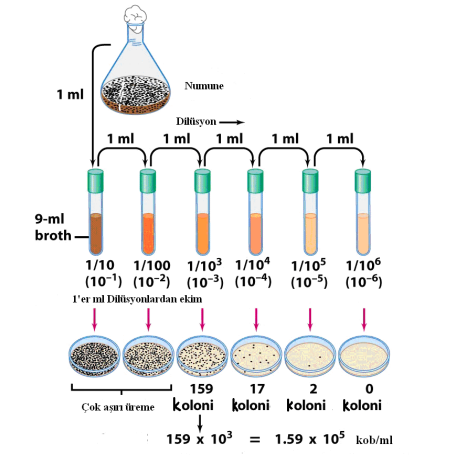 Numune
1 ml
Dilüsyon
1 ml 1 ml 1 ml 1 ml 1 ml
9-ml
broth
1/10 1/100 1/10³ 1/10⁴ 1/10⁵ 1/10⁶
(10⁻¹) (10⁻²) (10⁻³) (10⁻⁴) (10⁻⁵) (10⁻⁶)
1'er ml Dilüsyonlardan ekim
159 17 2 0
Çok aşırı üreme koloni koloni koloni koloni
159 x 10³ = 1.59 x 10⁵ kob/ml